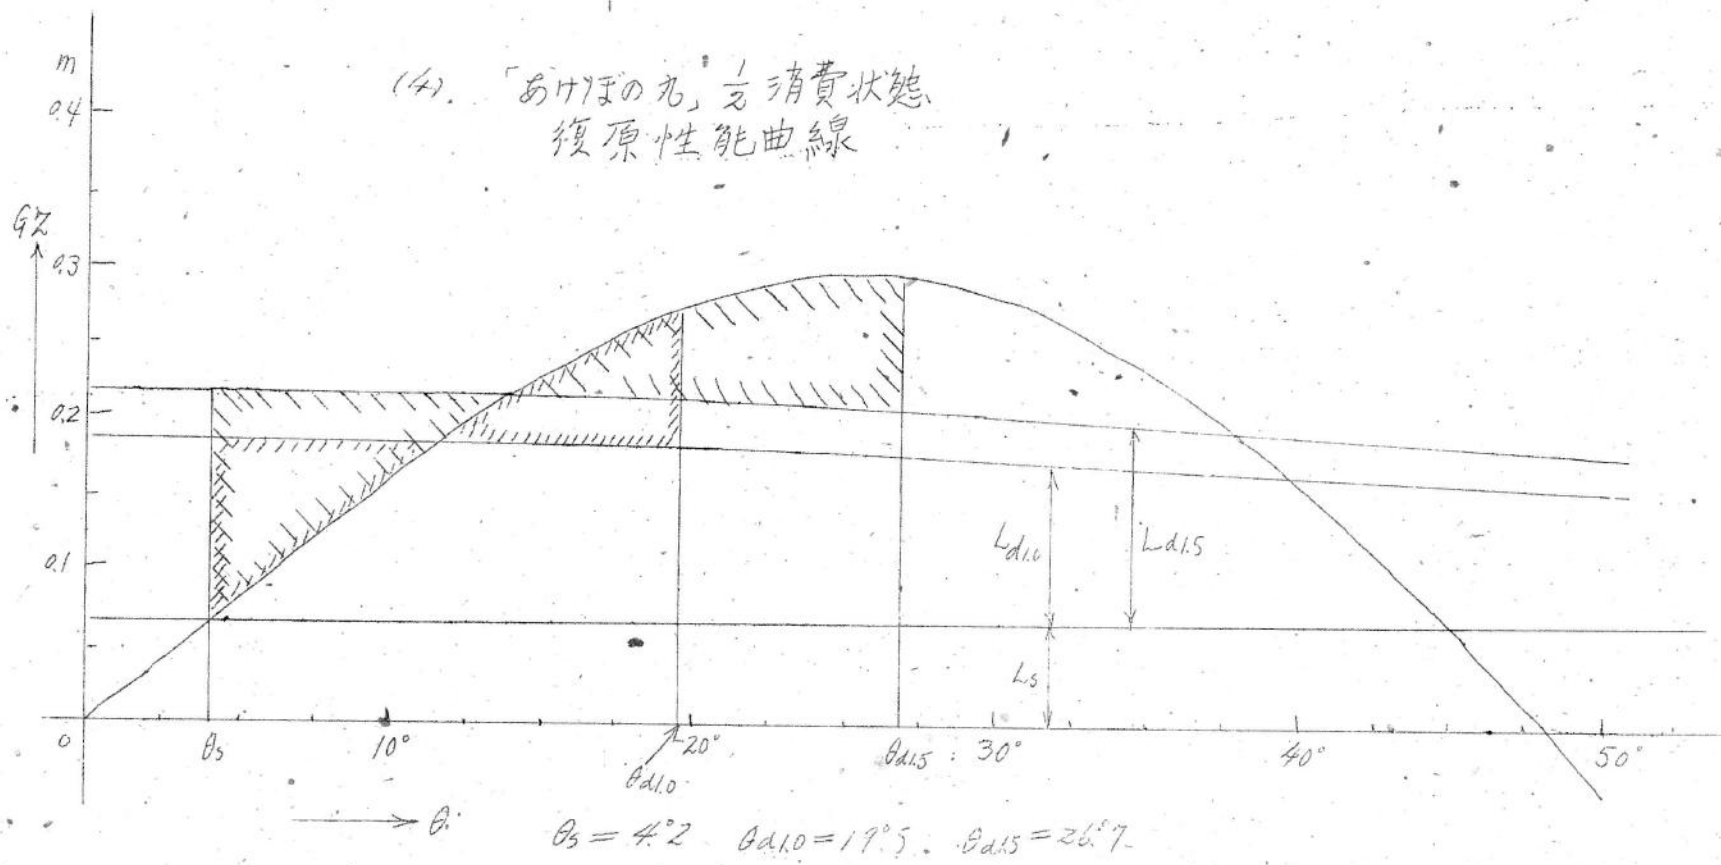 (4). 「あけぼの丸」 1/2 消費状態
復原性能曲線
m
0.4
GZ
0.3
0.2
0.1
Ld1.0
Ld1.5
Ls
0 θs 10° 20° θd1.5 30° 40° 50°
θd1.0
θ
θs = 4°2 θd1.0 = 19°5. θd1.5 = 26°7